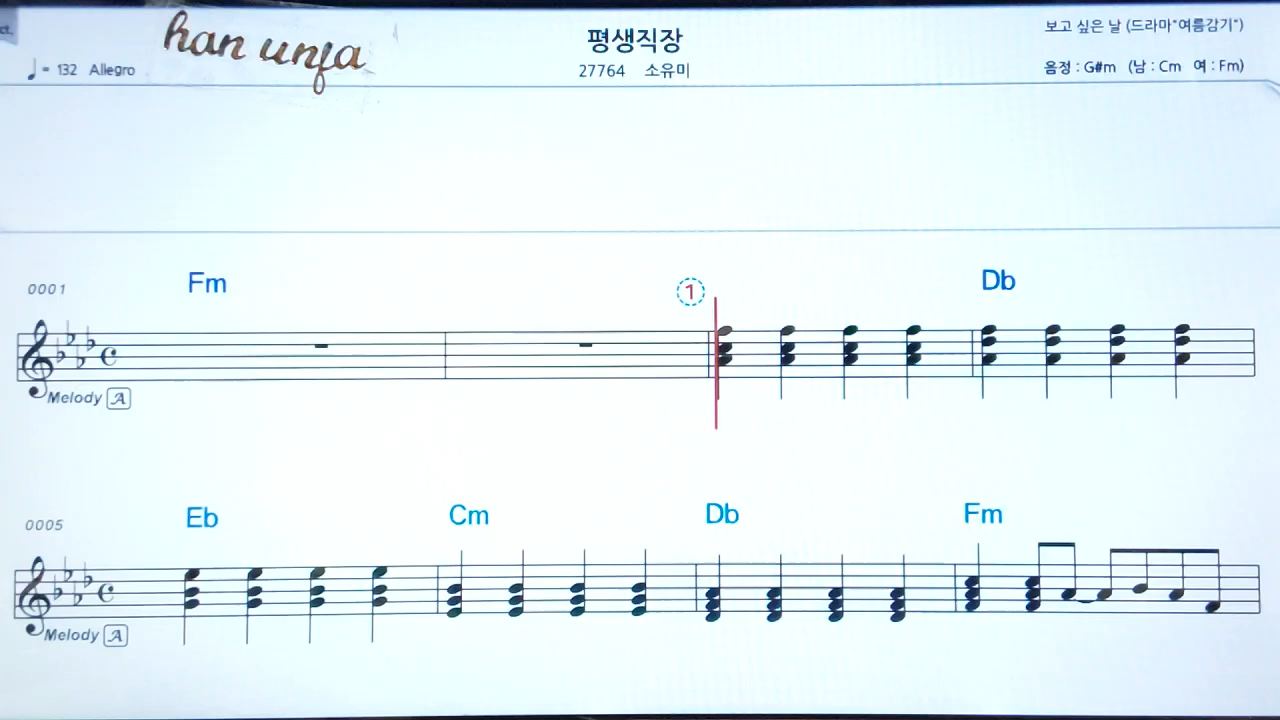 ct.
han unfa
평생직장
보고 싶은 날 (드라마"여름감기")
♩= 132 Allegro
27764 소유미
음정 : G#m (남 : Cm 여 : Fm)
0001
Fm
1
Db
Melody A
0005
Eb
Cm
Db
Fm
Melody A